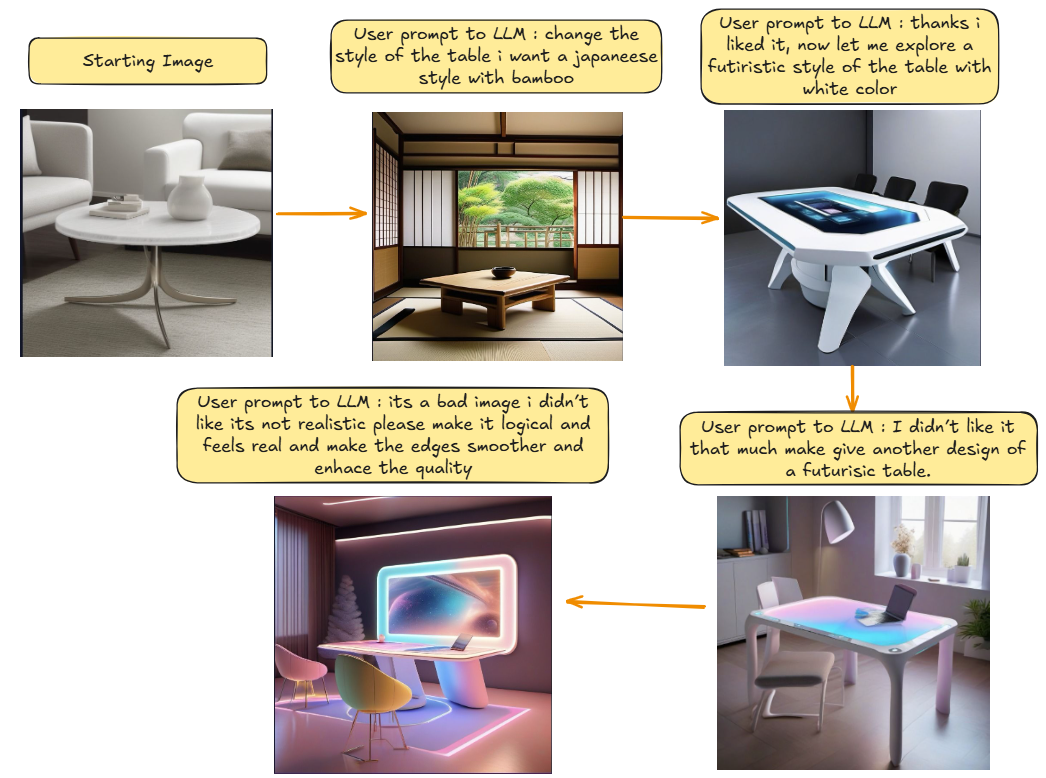 Starting Image
User prompt to LLM : change the
style of the table i want a japaneese
style with bamboo
User prompt to LLM : thanks i
liked it, now let me explore a
futiristic style of the table with
white color
User prompt to LLM : I didn't like it
that much make give another design of
a futurisic table.
User prompt to LLM : its a bad image i didn't
like its not realistic please make it logical and
feels real and make the edges smoother and
enhace the quality